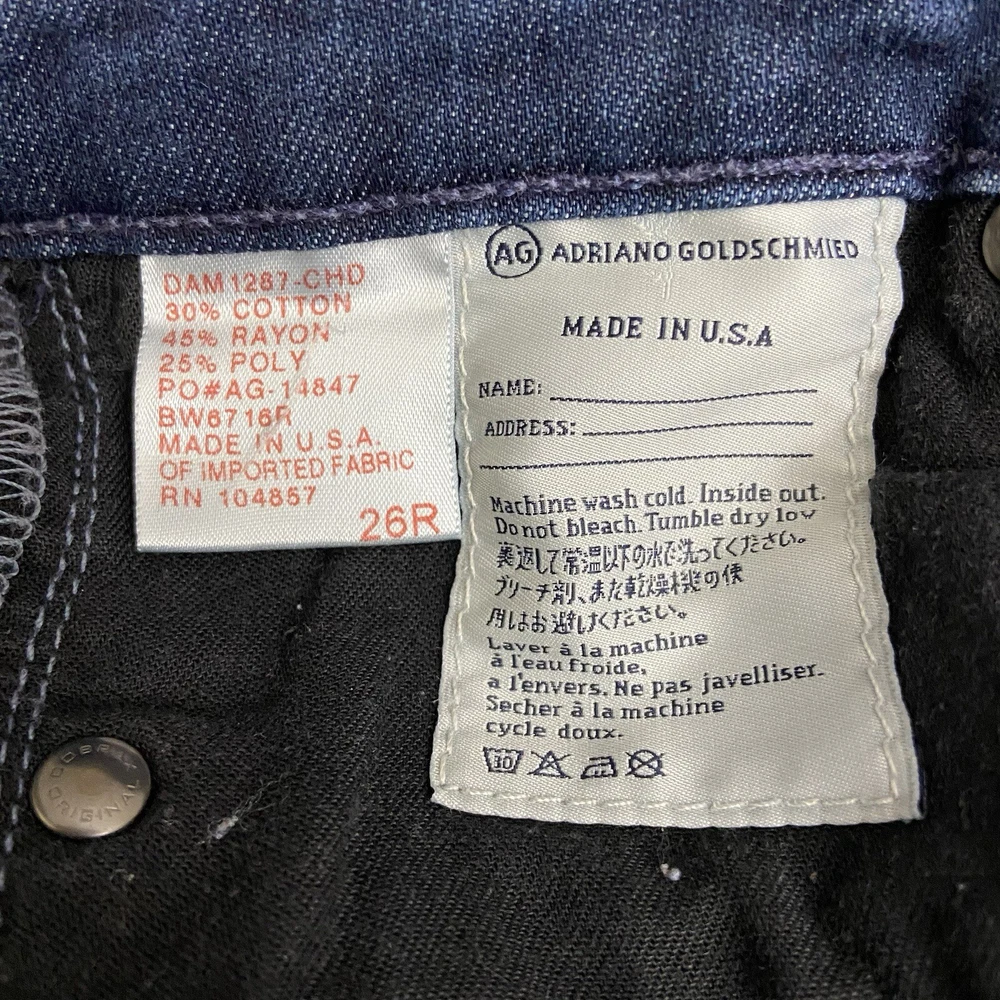 DAM1287-CHD
30% COTTON
45% RAYON
25% POLY
PO#AG-14847
BW6716R
MADE IN U.S.A.
OF IMPORTED FABRIC
RN 104857
26R
AG ADRIANO GOLDSCHMIED
MADE IN U.S.A
NAME:
ADDRESS:
Machine wash cold. Inside out.
Do not bleach. Tumble dry low
裏返して常温以下の水で洗ってください。
ブリーチ剤、また乾燥機の使
用はお避けください。
Laver à la machine
à l'eau froide,
a l'envers. Ne pas javelliser.
Secher à la machine
cycle doux.
30
ORIGINAL